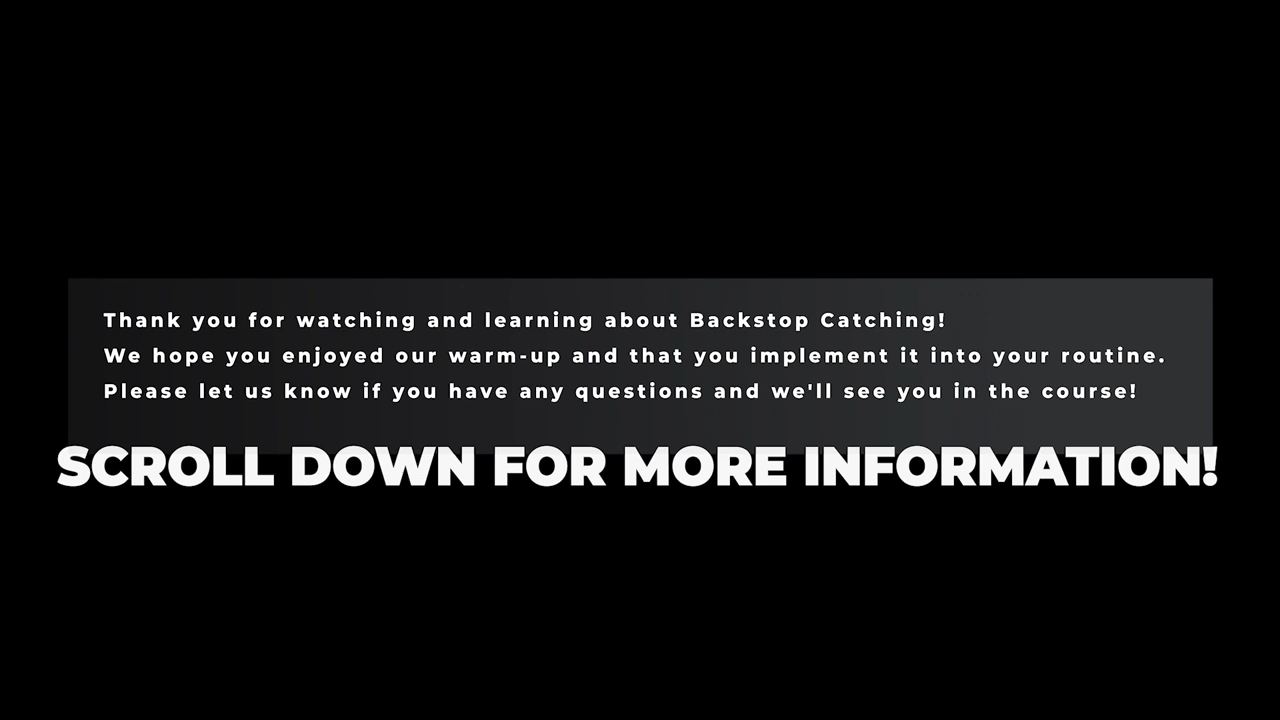 Thank you for watching and learning about Backstop Catching!
We hope you enjoyed our warm-up and that you implement it into your routine.
Please let us know if you have any questions and we'll see you in the course!
SCROLL DOWN FOR MORE INFORMATION!